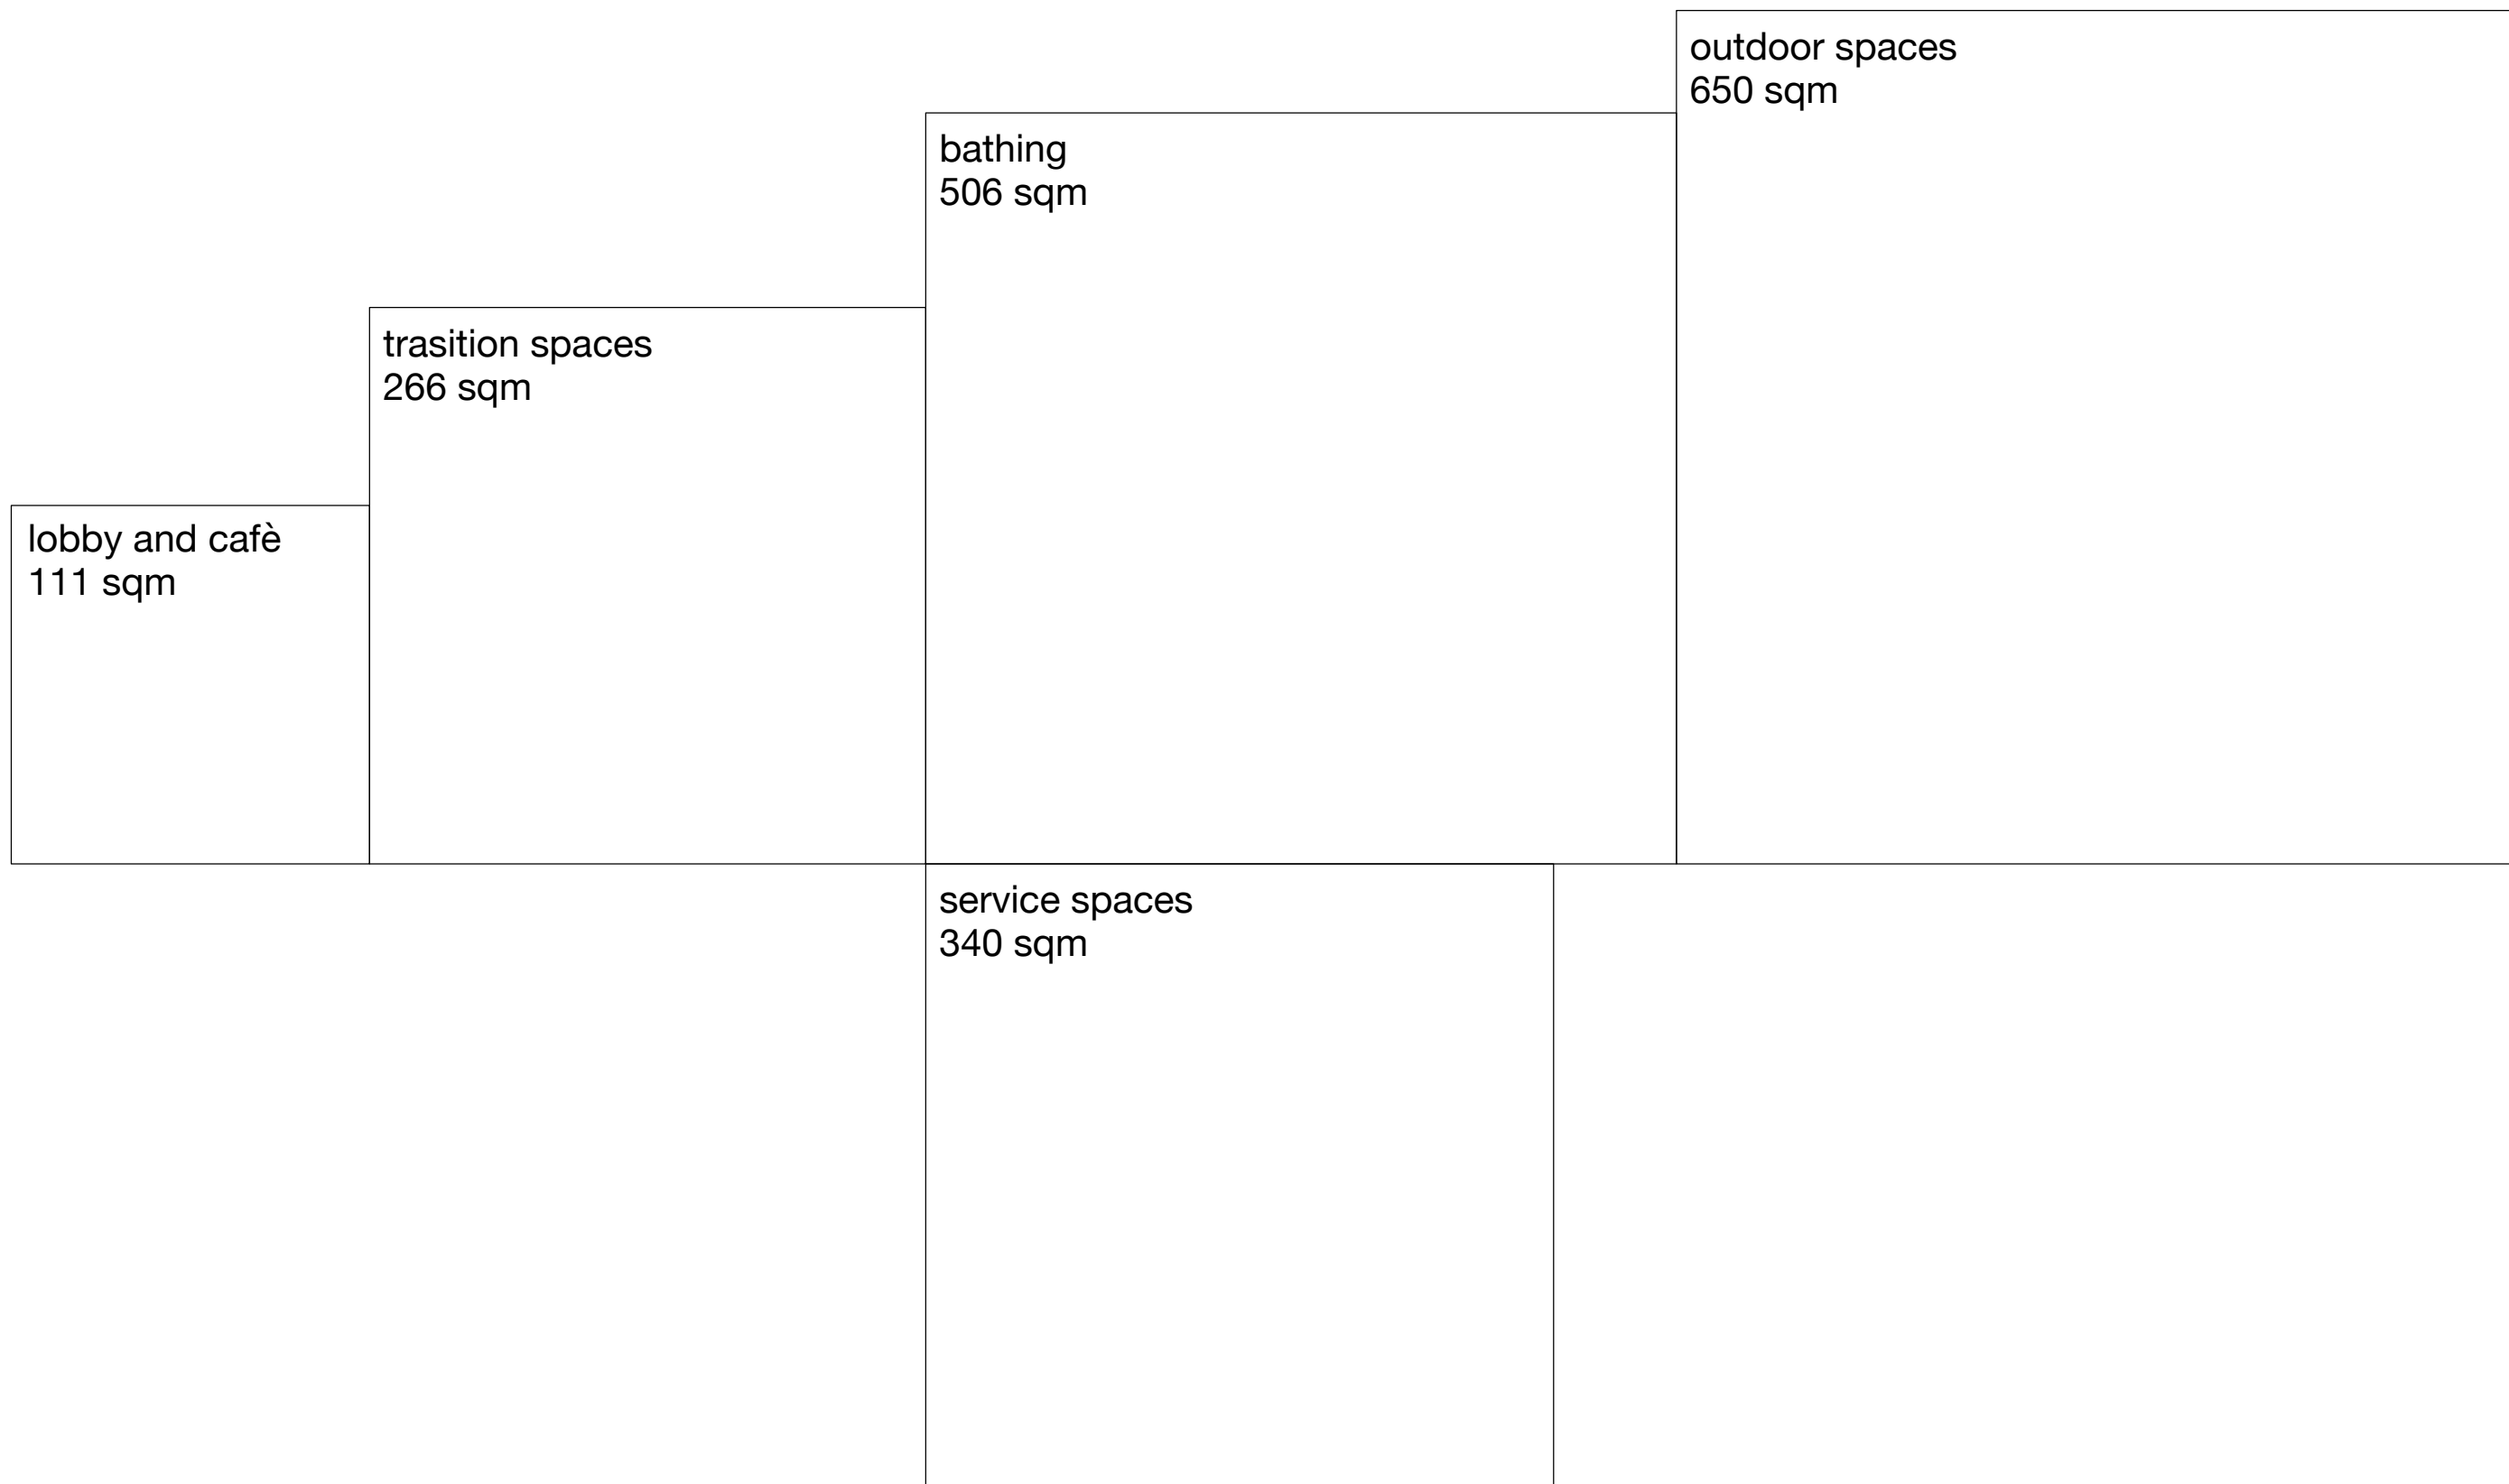 outdoor spaces
650 sqm
bathing
506 sqm
trasition spaces
266 sqm
lobby and cafè
111 sqm
service spaces
340 sqm